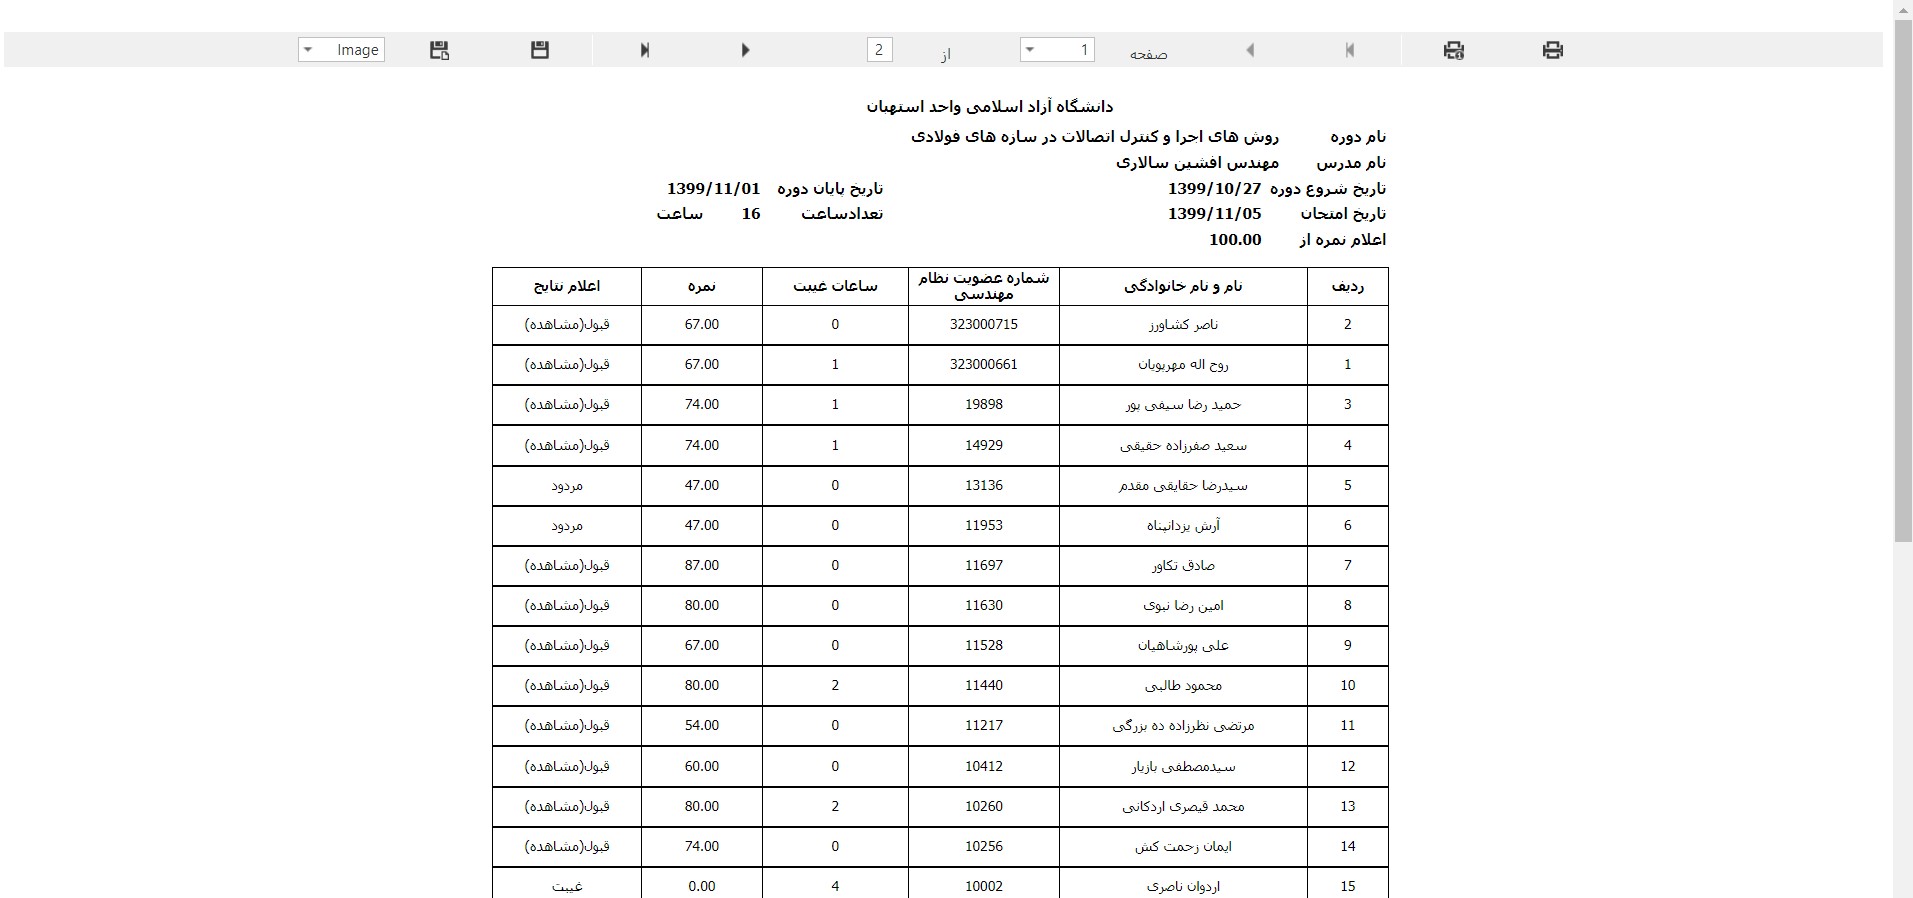 صفحه 1 از 2 Image
دانشگاه آزاد اسلامی واحد استهبان
نام دوره روش های اجرا و کنترل اتصالات در سازه های فولادی
نام مدرس مهندس افشین سالاری
تاریخ شروع دوره 1399/10/27 تاریخ پایان دوره 1399/11/01
تاریخ امتحان 1399/11/05 تعدادساعت 16 ساعت
اعلام نمره از 100.00
ردیف نام و نام خانوادگی شماره عضویت نظام مهندسی ساعات غیبت نمره اعلام نتایج
2 ناصر کشاورز 323000715 0 67.00 قبول(مشاهده)
1 روح اله مهرپویان 323000661 1 67.00 قبول(مشاهده)
3 حمید رضا سیفی پور 19898 1 74.00 قبول(مشاهده)
4 سعید صفرزاده حقیقی 14929 1 74.00 قبول(مشاهده)
5 سیدرضا حقایقی مقدم 13136 0 47.00 مردود
6 آرش یزدانپناه 11953 0 47.00 مردود
7 صادق تکاور 11697 0 87.00 قبول(مشاهده)
8 امین رضا نبوی 11630 0 80.00 قبول(مشاهده)
9 علی پورشاهیان 11528 0 67.00 قبول(مشاهده)
10 محمود طالبی 11440 2 80.00 قبول(مشاهده)
11 مرتضی نظرزاده ده بزرگی 11217 0 54.00 قبول(مشاهده)
12 سیدمصطفی بازیار 10412 0 60.00 قبول(مشاهده)
13 محمد قیصری اردکانی 10260 2 80.00 قبول(مشاهده)
14 ایمان زحمت کش 10256 0 74.00 قبول(مشاهده)
15 اردوان ناصری 10002 4 0.00 غیبت